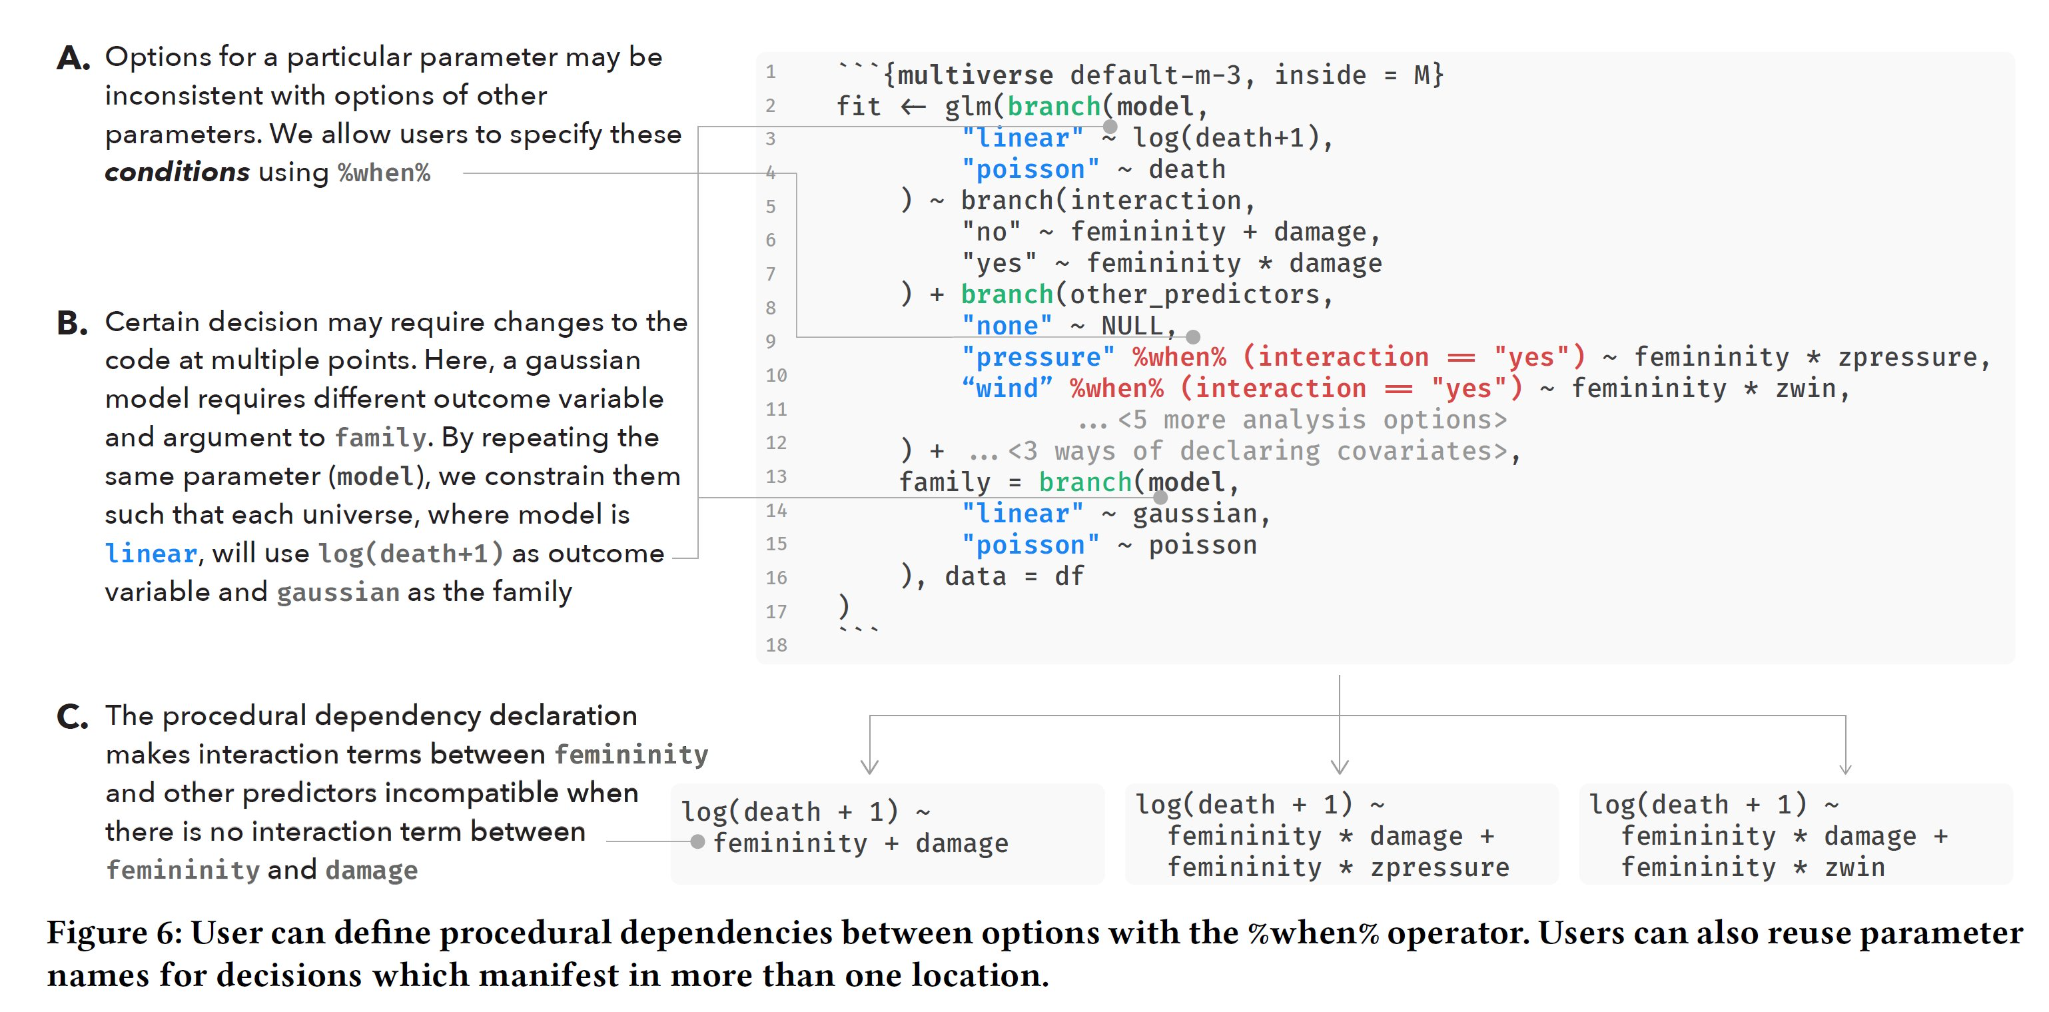 A. Options for a particular parameter may be
inconsistent with options of other
parameters. We allow users to specify these
conditions using %when%
B. Certain decision may require changes to the
code at multiple points. Here, a gaussian
model requires different outcome variable
and argument to family. By repeating the
same parameter (model), we constrain them
such that each universe, where model is
linear, will use log(death+1) as outcome
variable and gaussian as the family
C. The procedural dependency declaration
makes interaction terms between femininity
and other predictors incompatible when
there is no interaction term between
femininity and damage
1 ```{multiverse default-m-3, inside = M}
2 fit ← glm(branch(model,
3 "linear" ~ log(death+1),
4 "poisson" ~ death
5 ) ~ branch(interaction,
6 "no" ~ femininity + damage,
7 "yes" ~ femininity * damage
8 ) + branch(other_predictors,
9 "none" ~ NULL,
10 "pressure" %when% (interaction == "yes") ~ femininity * zpressure,
11 “wind” %when% (interaction == "yes") ~ femininity * zwin,
12 ... <5 more analysis options>
13 ) + ... <3 ways of declaring covariates>,
14 family = branch(model,
15 "linear" ~ gaussian,
16 "poisson" ~ poisson
17 ), data = df
18 )
```
log(death + 1) ~
femininity + damage
log(death + 1) ~
femininity * damage +
femininity * zpressure
log(death + 1) ~
femininity * damage +
femininity * zwin
Figure 6: User can define procedural dependencies between options with the %when% operator. Users can also reuse parameter
names for decisions which manifest in more than one location.